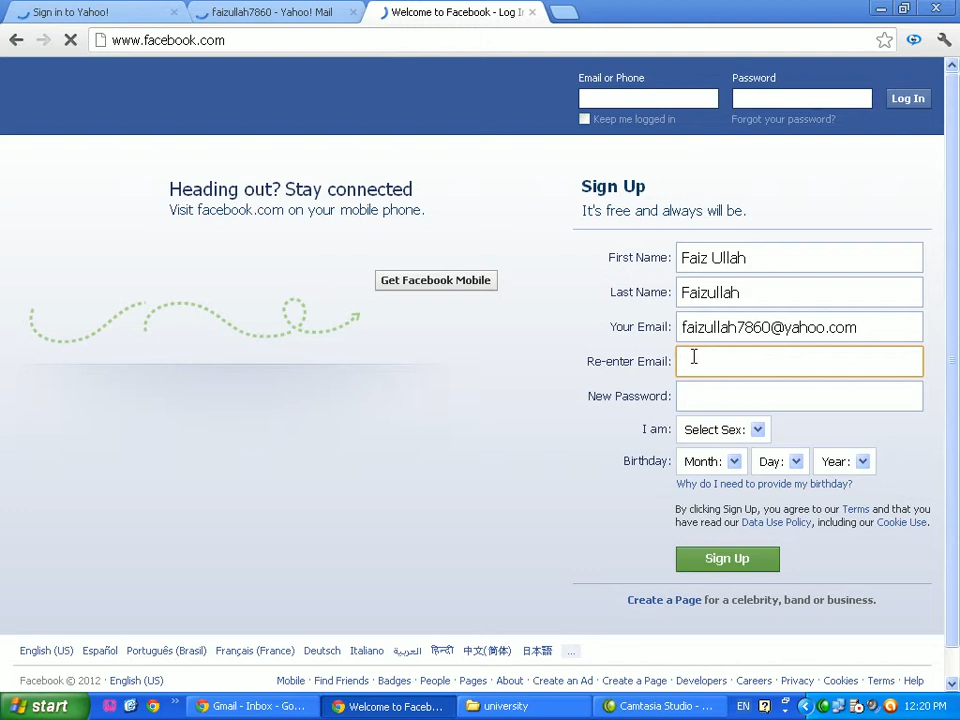 Sign in to Yahoo!
faizullah7860 - Yahoo! Mail
Welcome to Facebook - Log I
www.facebook.com
Email or Phone
Password
Log In
Keep me logged in
Forgot your password?
Heading out? Stay connected
Visit facebook.com on your mobile phone.
Get Facebook Mobile
Sign Up
It's free and always will be.
First Name: Faiz Ullah
Last Name: Faizullah
Your Email: faizullah7860@yahoo.com
Re-enter Email:
New Password:
I am: Select Sex:
Birthday: Month: Day: Year:
Why do I need to provide my birthday?
By clicking Sign Up, you agree to our Terms and that you
have read our Data Use Policy, including our Cookie Use.
Sign Up
Create a Page for a celebrity, band or business.
English (US) Español Português (Brasil) Français (France) Deutsch Italiano العربية हिन्दी 中文(简体) 日本語 ...
Facebook © 2012 · English (US)
Mobile · Find Friends · Badges · People · Pages · About · Create an Ad · Create a Page · Developers · Careers · Privacy · Cookies · Terms · Help
start
Gmail - Inbox - Go...
Welcome to Faceb...
university
Camtasia Studio - ...
EN
12:20 PM